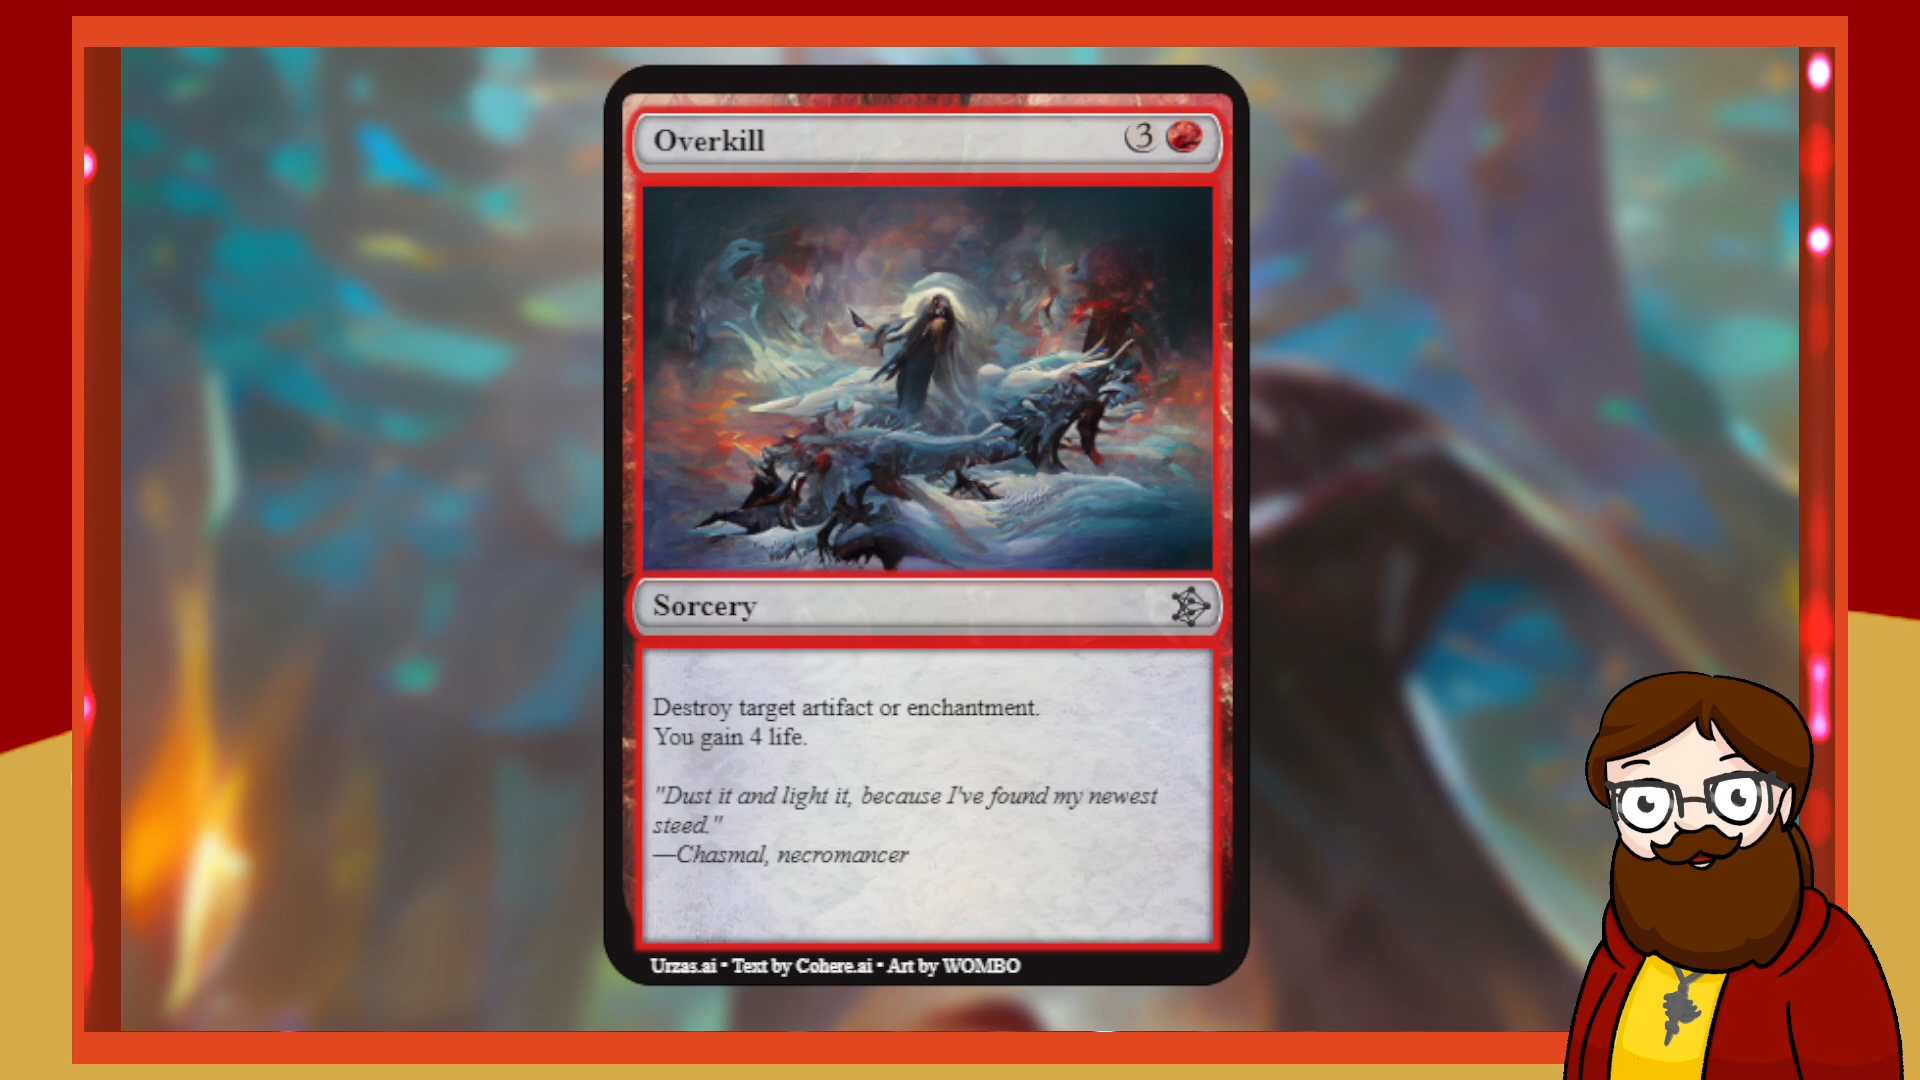 Overkill 3
Sorcery
Destroy target artifact or enchantment.
You gain 4 life.
"Dust it and light it, because I've found my newest
steed."
—Chasmal, necromancer
Urzas.ai • Text by Cohere.ai • Art by WOMBO